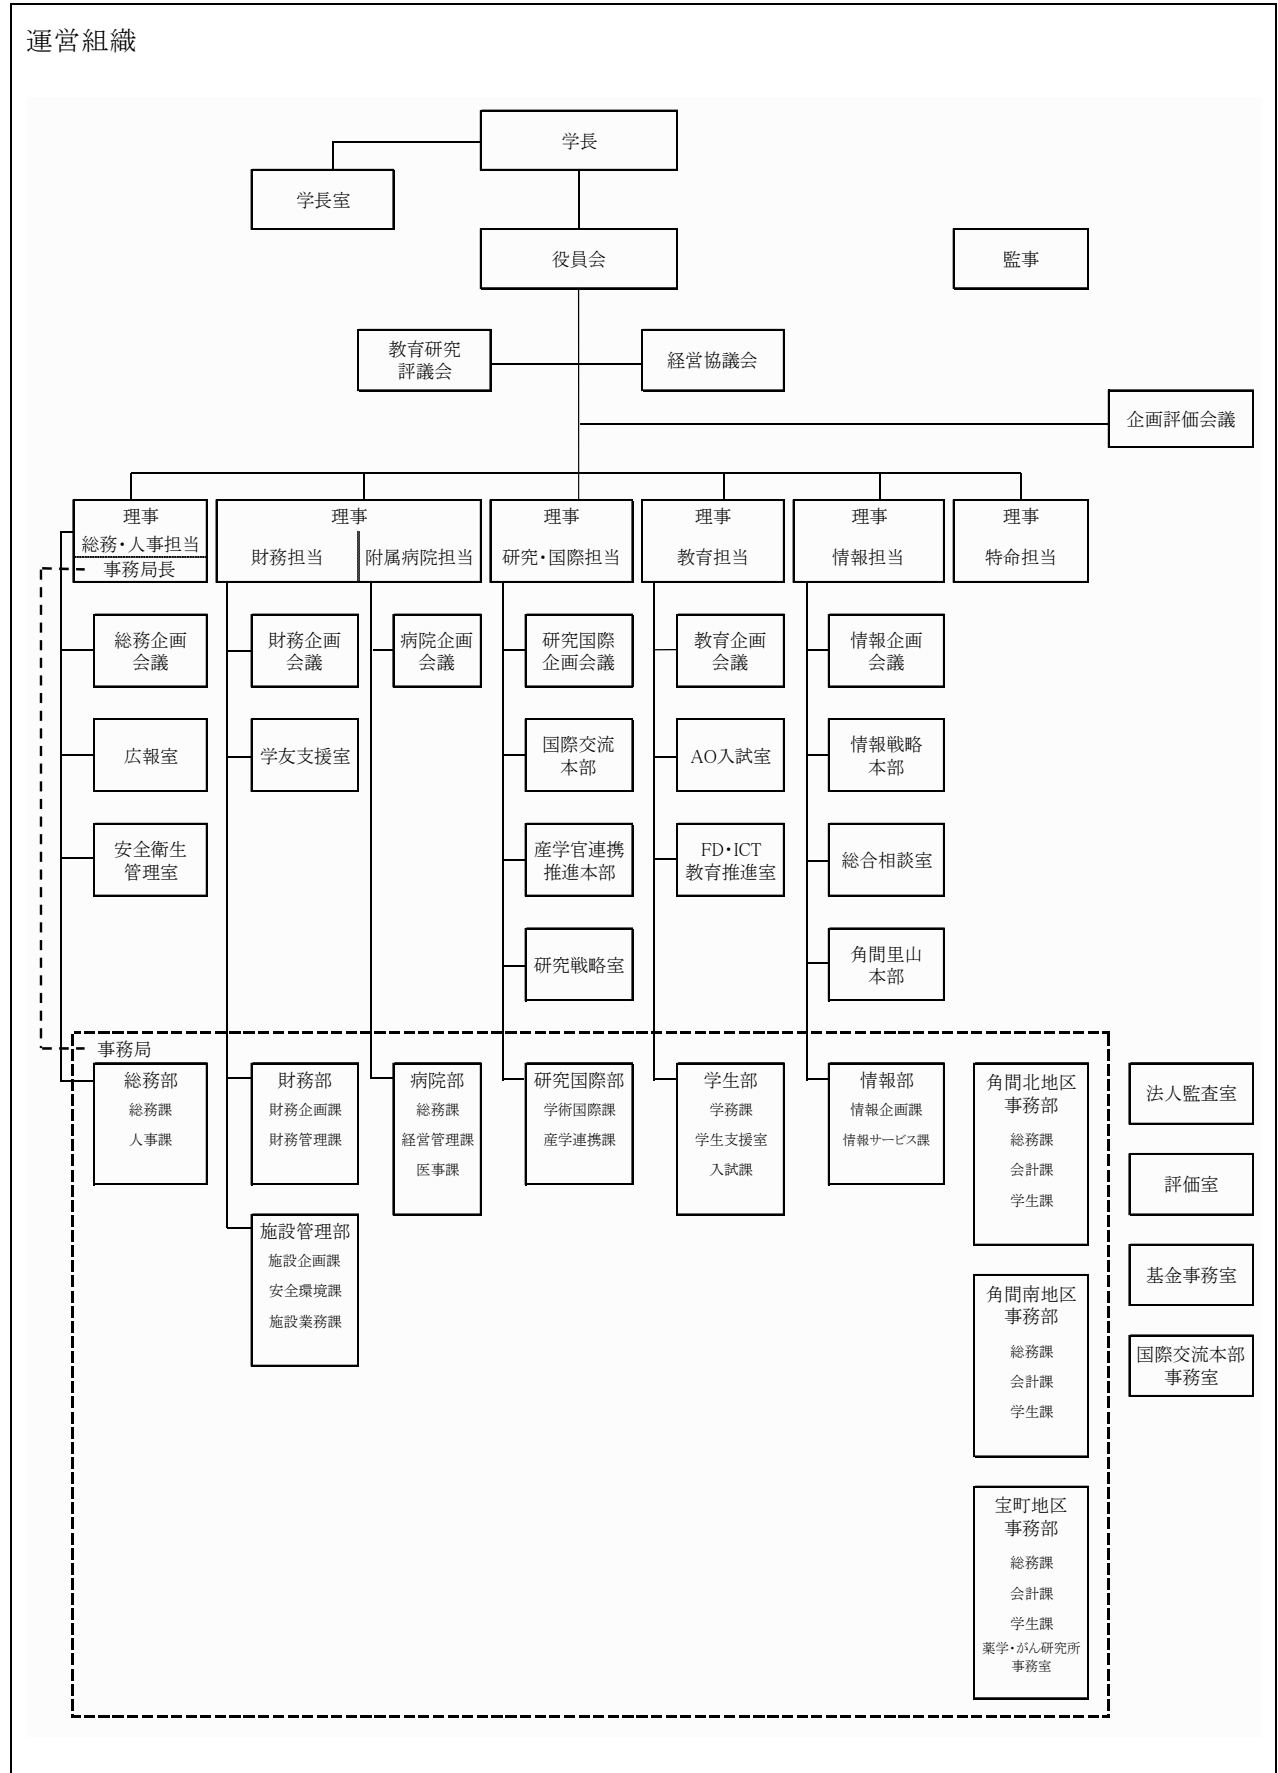 運営組織
学長
学長室
役員会
監事
教育研究
評議会
経営協議会
企画評価会議
理事
総務・人事担当
事務局長
理事
財務担当
附属病院担当
理事
研究・国際担当
理事
教育担当
理事
情報担当
理事
特命担当
総務企画
会議
財務企画
会議
病院企画
会議
研究国際
企画会議
教育企画
会議
情報企画
会議
広報室
学友支援室
国際交流
本部
AO入試室
情報戦略
本部
安全衛生
管理室
産学官連携
推進本部
FD・ICT
教育推進室
総合相談室
研究戦略室
角間里山
本部
事務局
総務部
総務課
人事課
財務部
財務企画課
財務管理課
病院部
総務課
経営管理課
医事課
研究国際部
学術国際課
産学連携課
学生部
学務課
学生支援室
入試課
情報部
情報企画課
情報サービス課
角間北地区
事務部
総務課
会計課
学生課
法人監査室
評価室
施設管理部
施設企画課
安全環境課
施設業務課
角間南地区
事務部
総務課
会計課
学生課
基金事務室
国際交流本部
事務室
宝町地区
事務部
総務課
会計課
学生課
薬学・がん研究所
事務室